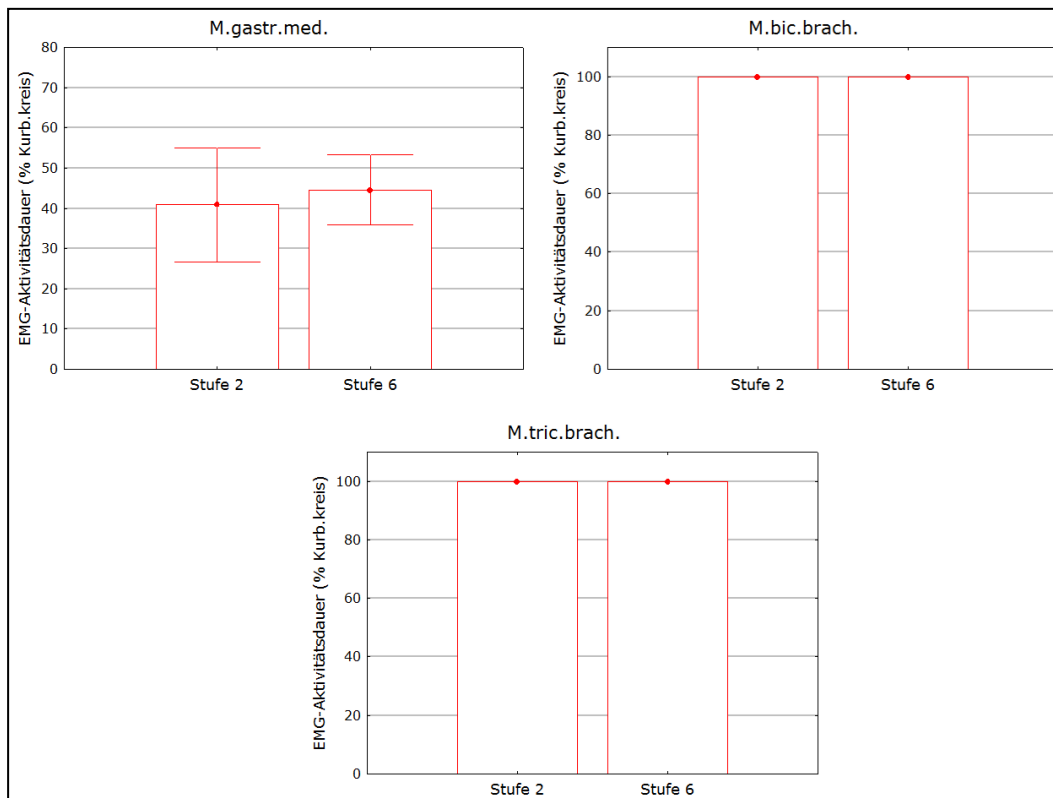 M.gastr.med.
EMG-Aktivitätsdauer (% Kurb.kreis)
80
70
60
50
40
30
20
10
0
Stufe 2 Stufe 6
M.bic.brach.
EMG-Aktivitätsdauer (% Kurb.kreis)
100
80
60
40
20
0
Stufe 2 Stufe 6
M.tric.brach.
EMG-Aktivitätsdauer (% Kurb.kreis)
100
80
60
40
20
0
Stufe 2 Stufe 6